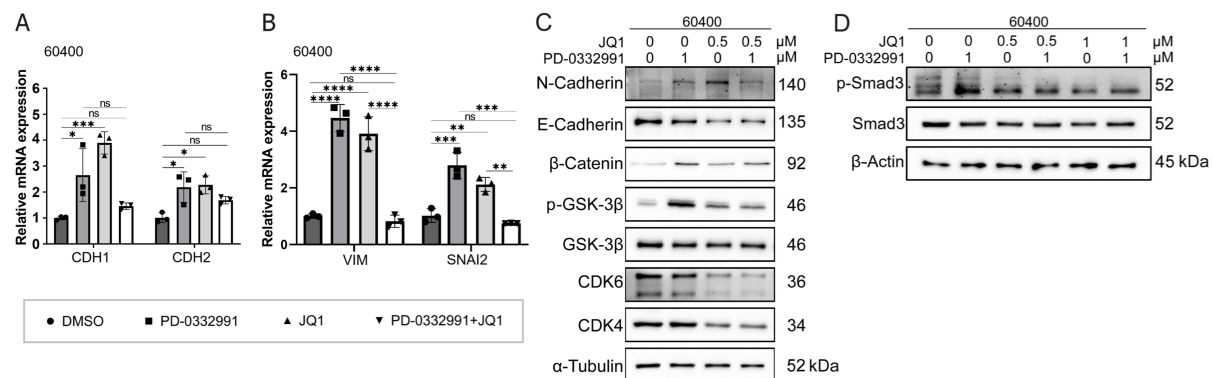 A
60400
Relative mRNA expression
6
5
4
3
2
1
0
ns
ns
***
*
ns
ns
*
*
CDH1
CDH2
B
60400
Relative mRNA expression
6
4
2
0
****
ns
****
****
****
***
ns
**
***
**
VIM
SNAI2
DMSO
PD-0332991
JQ1
PD-0332991+JQ1
C
60400
JQ1 0 0 0.5 0.5 μM
PD-0332991 0 1 0 1 μM
N-Cadherin 140
E-Cadherin 135
β-Catenin 92
p-GSK-3β 46
GSK-3β 46
CDK6 36
CDK4 34
α-Tubulin 52 kDa
D
60400
JQ1 0 0 0.5 0.5 1 1 μM
PD-0332991 0 1 0 1 0 1 μM
p-Smad3 52
Smad3 52
β-Actin 45 kDa